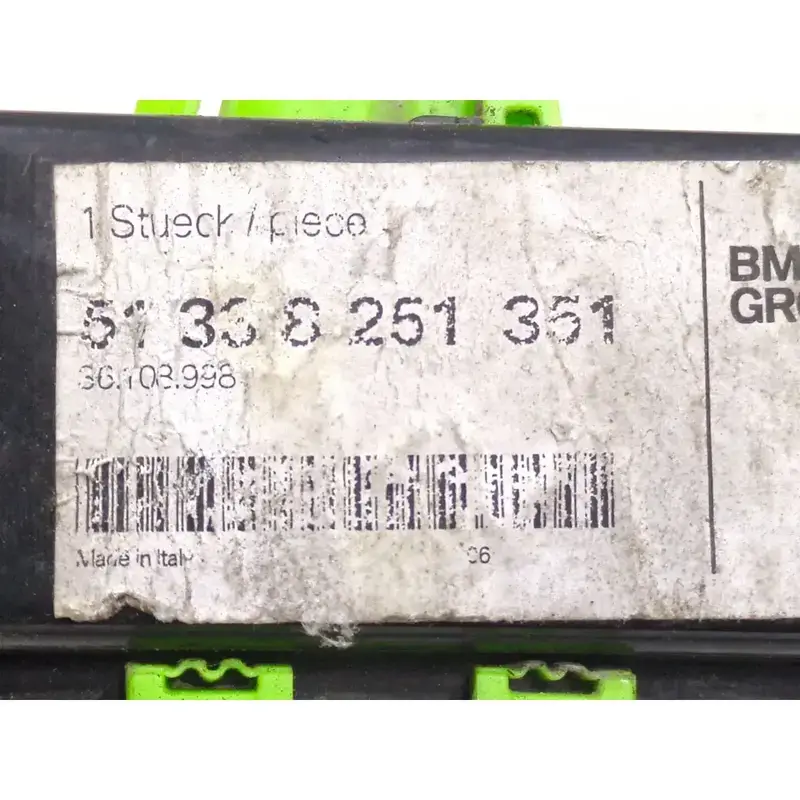 1 Stueck / piece
51 33 8 251 351
36.108.998
Made in Italy
06
BM
GR